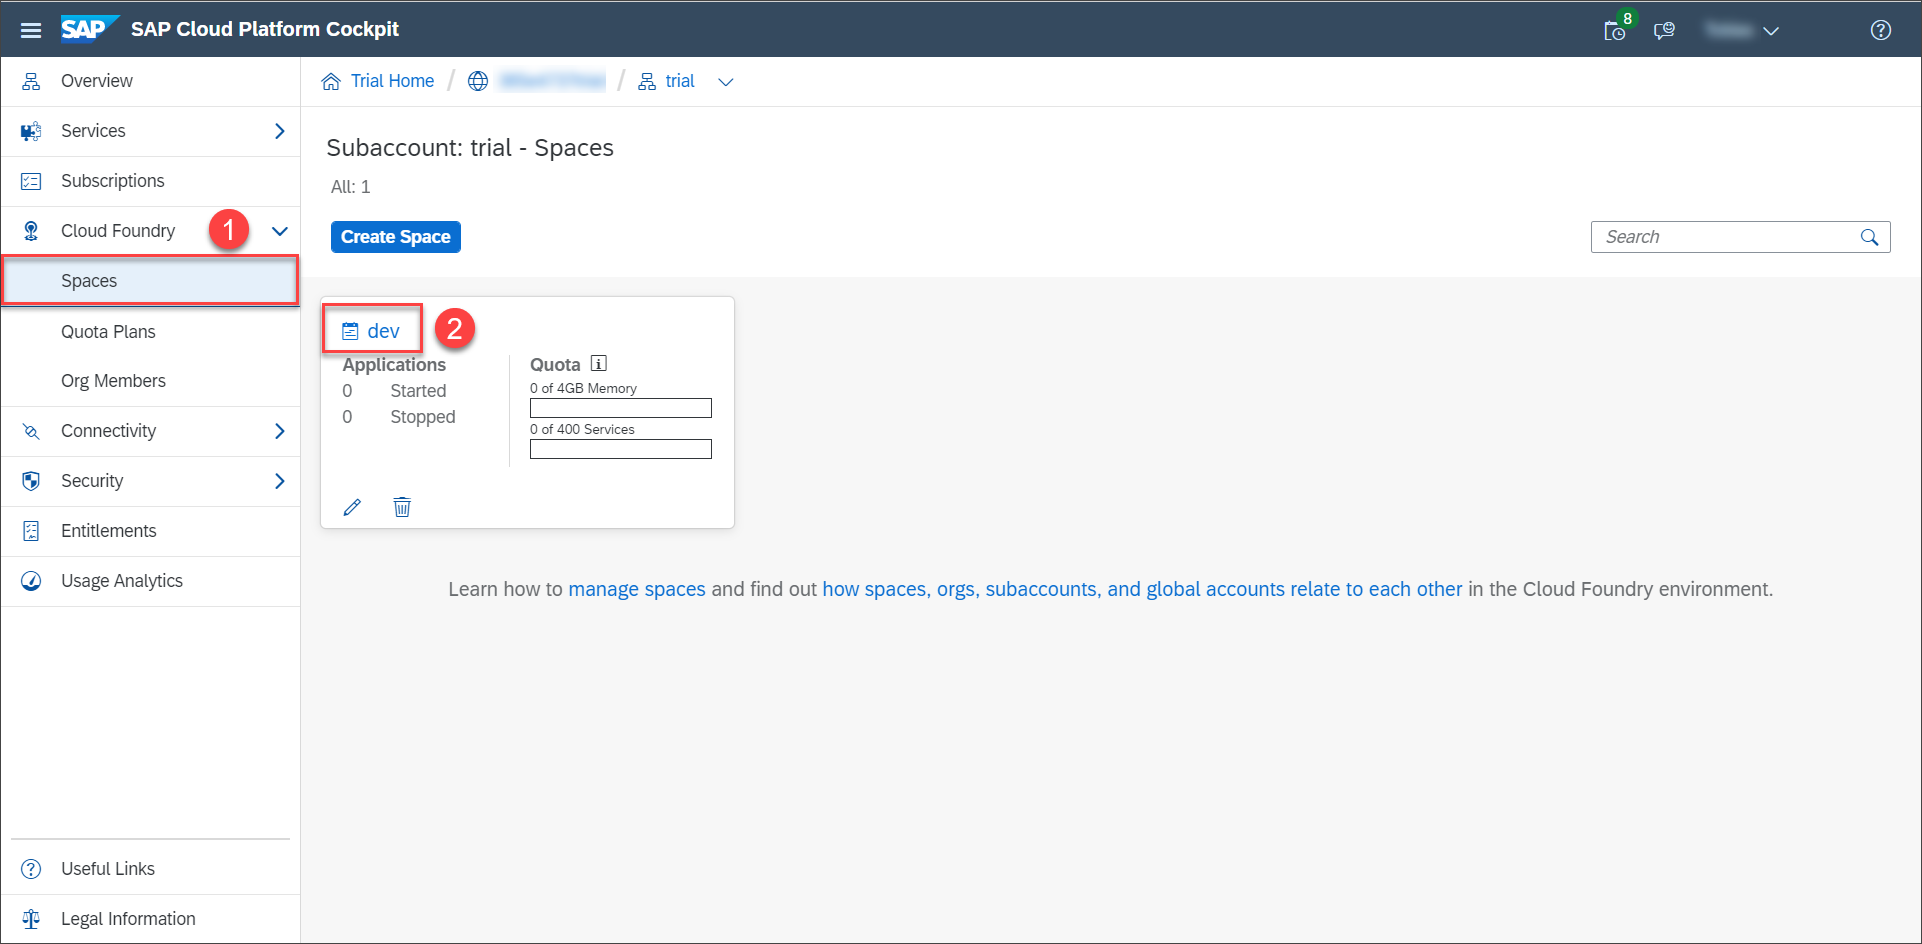 SAP SAP Cloud Platform Cockpit 8
Overview
Services
Subscriptions
Cloud Foundry 1
Spaces
Quota Plans
Org Members
Connectivity
Security
Entitlements
Usage Analytics
Useful Links
Legal Information
Trial Home / / trial
Subaccount: trial - Spaces
All: 1
Create Space
Search
dev 2
Applications
0 Started
0 Stopped
Quota
0 of 4GB Memory
0 of 400 Services
Learn how to manage spaces and find out how spaces, orgs, subaccounts, and global accounts relate to each other in the Cloud Foundry environment.